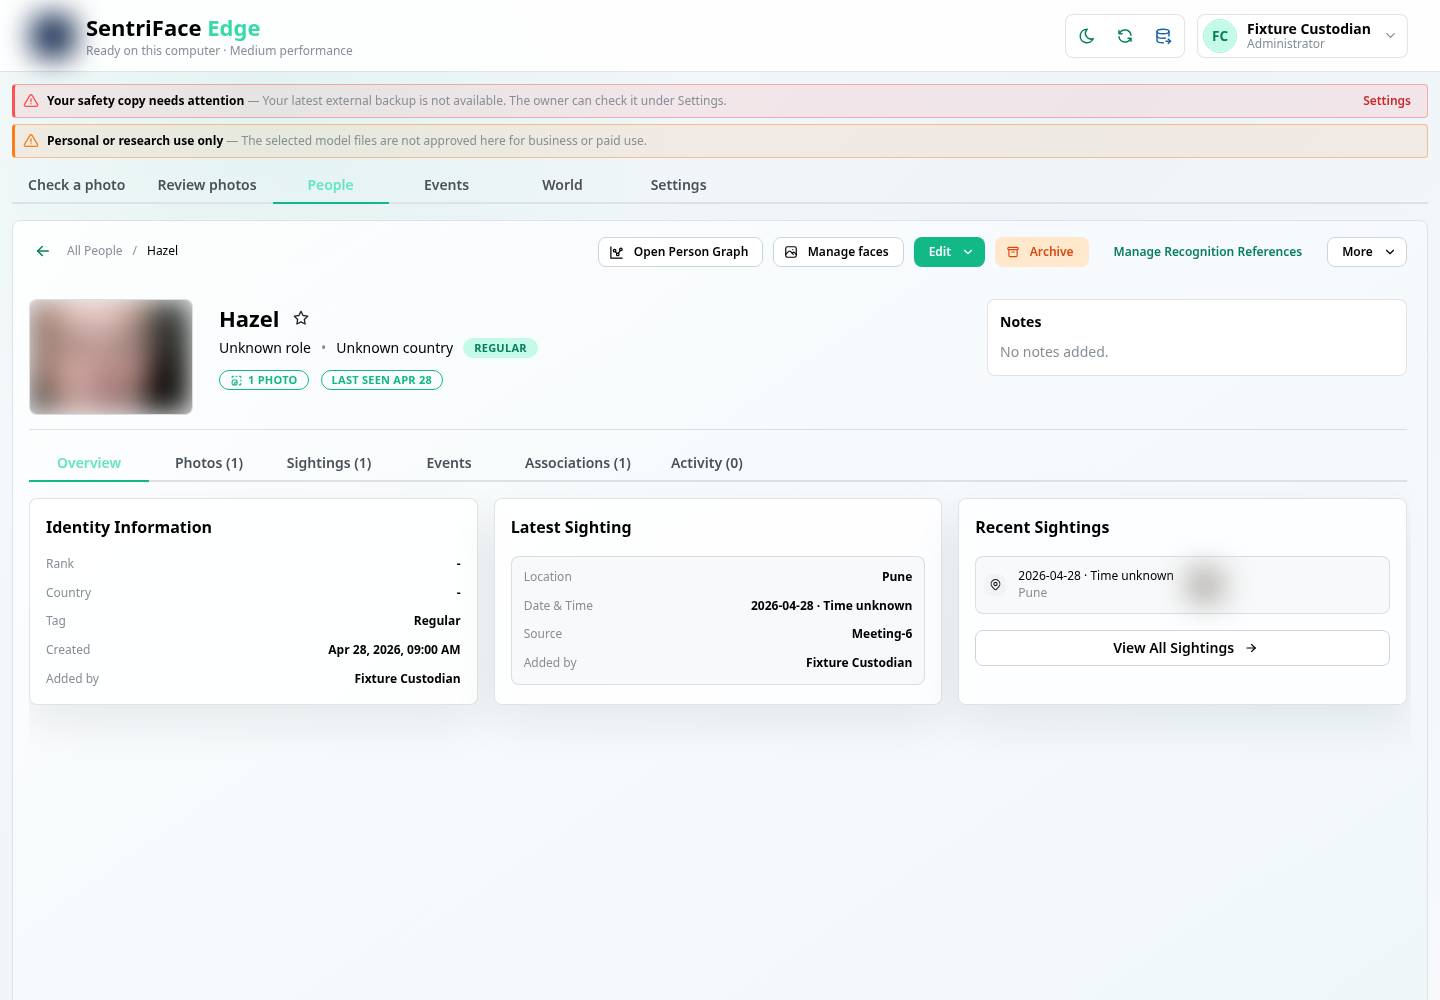 SentriFace Edge
Ready on this computer · Medium performance
FC
Fixture Custodian
Administrator
Your safety copy needs attention — Your latest external backup is not available. The owner can check it under Settings.
Settings
Personal or research use only — The selected model files are not approved here for business or paid use.
Check a photo
Review photos
People
Events
World
Settings
All People / Hazel
Open Person Graph
Manage faces
Edit
Archive
Manage Recognition References
More
Hazel
Unknown role • Unknown country REGULAR
1 PHOTO
LAST SEEN APR 28
Notes
No notes added.
Overview
Photos (1)
Sightings (1)
Events
Associations (1)
Activity (0)
Identity Information
Rank -
Country -
Tag Regular
Created Apr 28, 2026, 09:00 AM
Added by Fixture Custodian
Latest Sighting
Location Pune
Date & Time 2026-04-28 · Time unknown
Source Meeting-6
Added by Fixture Custodian
Recent Sightings
2026-04-28 · Time unknown
Pune
View All Sightings